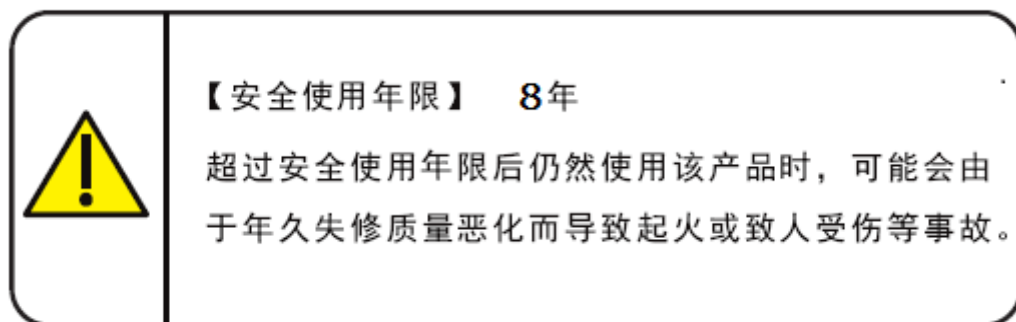 【安全使用年限】 8年
超过安全使用年限后仍然使用该产品时，可能会由
于年久失修质量恶化而导致起火或致人受伤等事故。